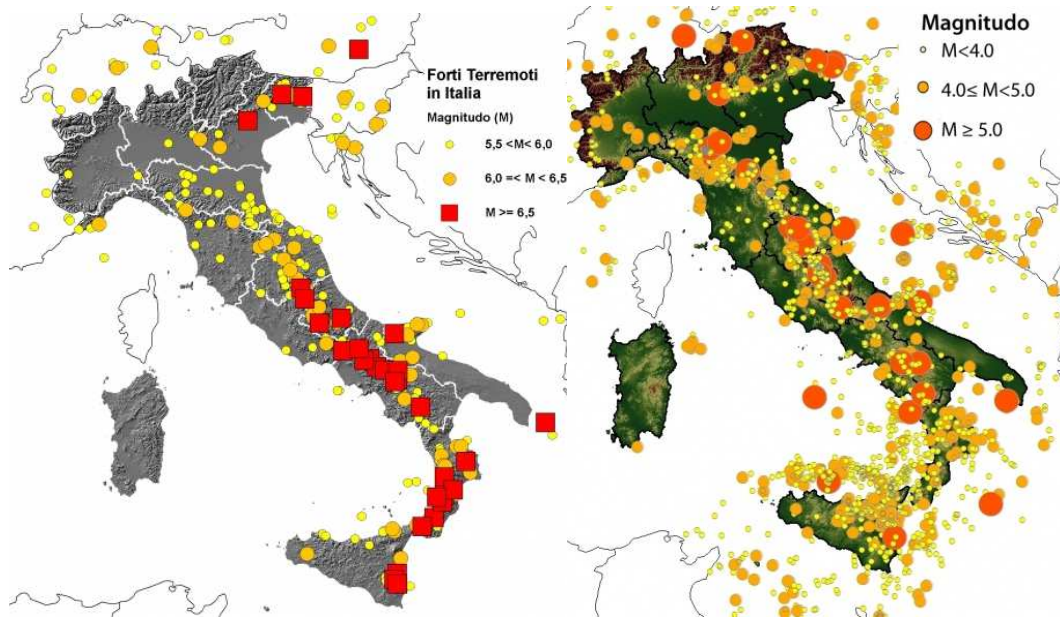 Forti Terremoti
in Italia
Magnitudo (M)
5,5 <M< 6,0
6,0 =< M < 6,5
M >= 6,5
Magnitudo
M<4.0
4.0≤ M<5.0
M ≥ 5.0